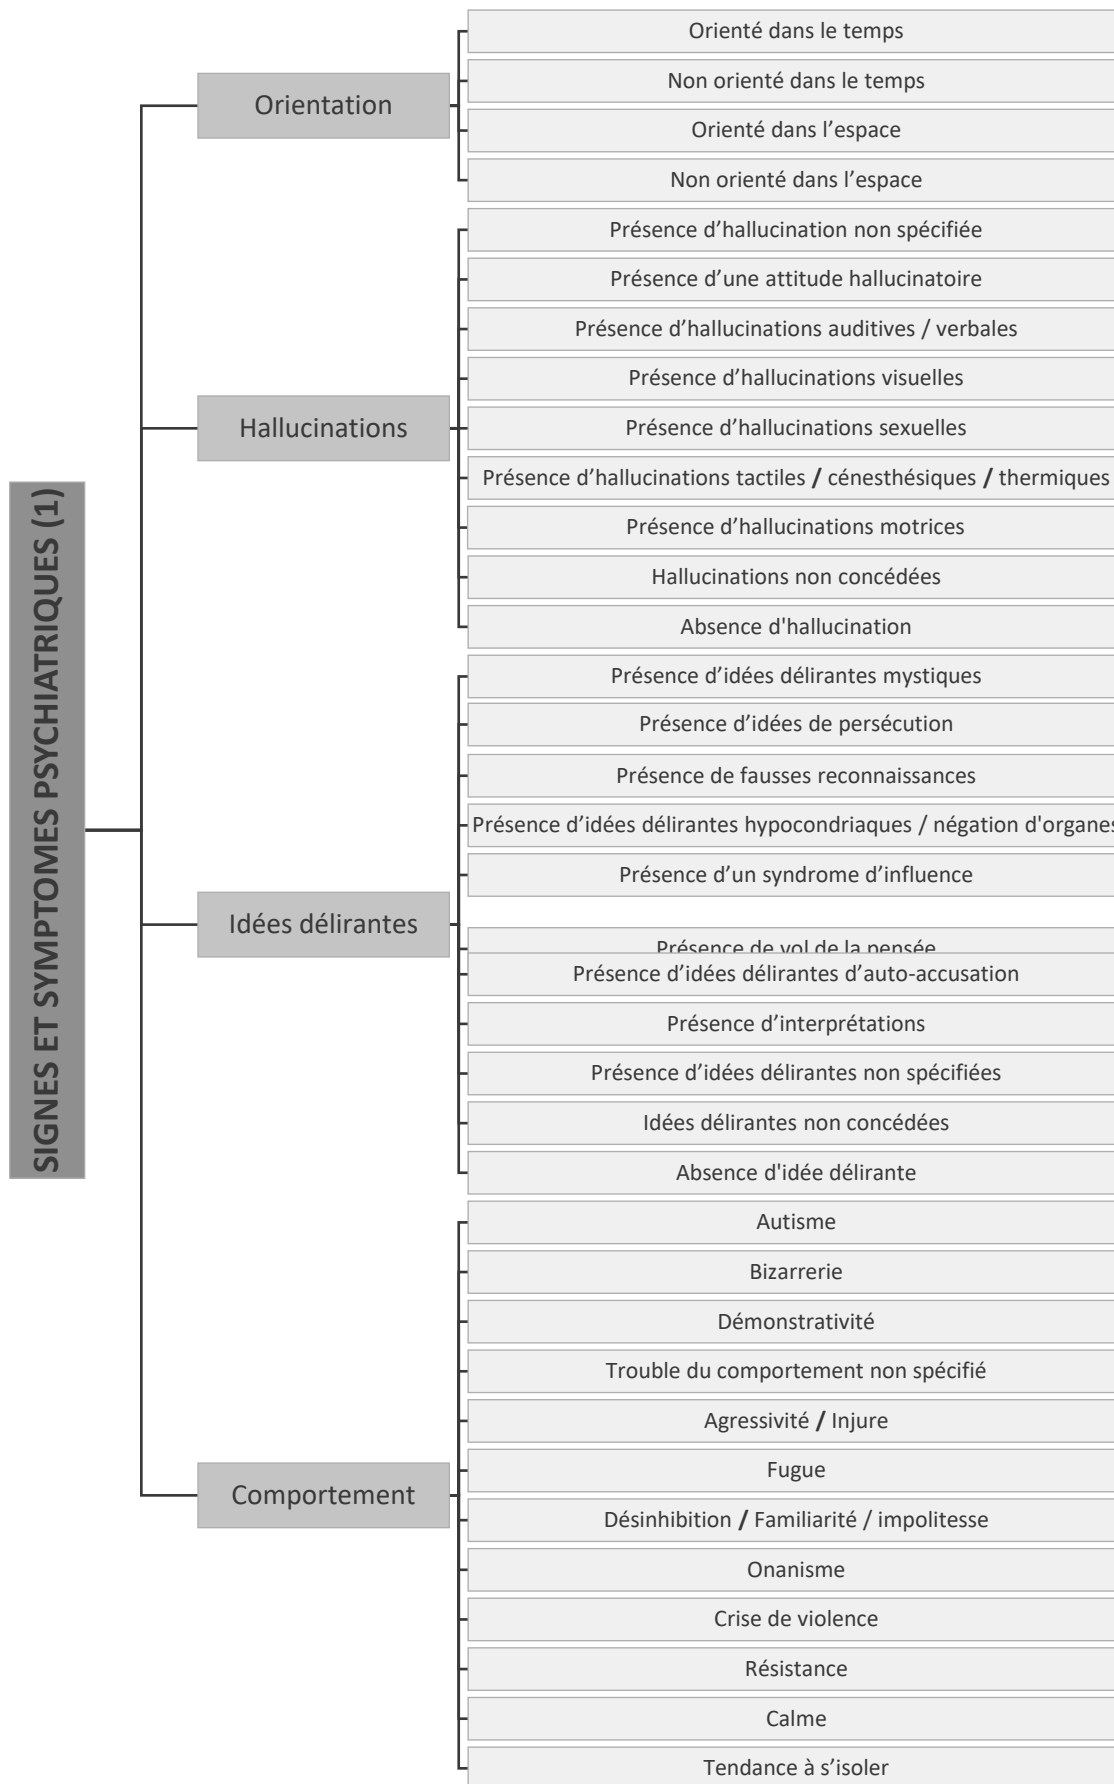 SIGNES ET SYMPTOMES PSYCHIATRIQUES (1)
Orientation
Orienté dans le temps
Non orienté dans le temps
Orienté dans l’espace
Non orienté dans l’espace
Hallucinations
Présence d’hallucination non spécifiée
Présence d’une attitude hallucinatoire
Présence d’hallucinations auditives / verbales
Présence d’hallucinations visuelles
Présence d’hallucinations sexuelles
Présence d’hallucinations tactiles / cénesthésiques / thermiques
Présence d’hallucinations motrices
Hallucinations non concédées
Absence d'hallucination
Idées délirantes
Présence d’idées délirantes mystiques
Présence d’idées de persécution
Présence de fausses reconnaissances
Présence d’idées délirantes hypocondriaques / négation d'organes
Présence d’un syndrome d’influence
Présence de vol de la pensée
Présence d’idées délirantes d’auto-accusation
Présence d’interprétations
Présence d’idées délirantes non spécifiées
Idées délirantes non concédées
Absence d'idée délirante
Comportement
Autisme
Bizarrerie
Démonstrativité
Trouble du comportement non spécifié
Agressivité / Injure
Fugue
Désinhibition / Familiarité / impolitesse
Onanisme
Crise de violence
Résistance
Calme
Tendance à s’isoler